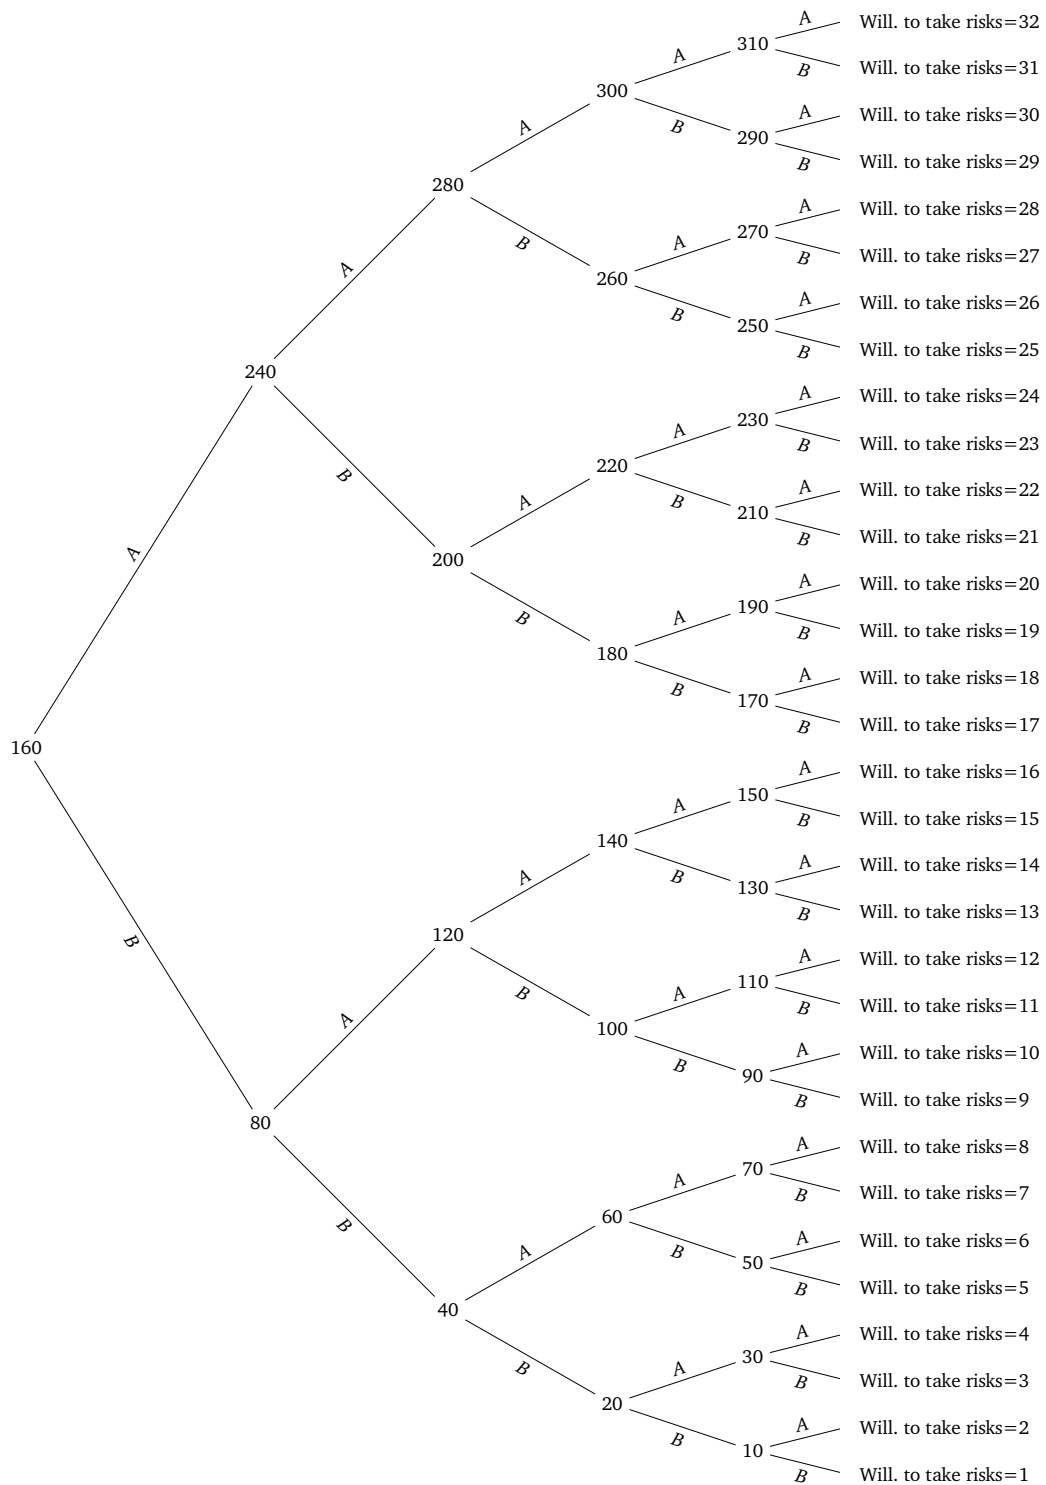 A
Will. to take risks=32
310
A
B
Will. to take risks=31
300
A
Will. to take risks=30
B
290
A
B
Will. to take risks=29
280
A
Will. to take risks=28
B
270
A
B
Will. to take risks=27
260
A
Will. to take risks=26
A
B
250
B
Will. to take risks=25
240
A
Will. to take risks=24
230
A
B
Will. to take risks=23
B
220
A
Will. to take risks=22
A
B
210
B
Will. to take risks=21
200
A
Will. to take risks=20
A
B
190
A
B
Will. to take risks=19
180
A
Will. to take risks=18
B
170
B
Will. to take risks=17
160
A
Will. to take risks=16
150
A
B
Will. to take risks=15
140
A
Will. to take risks=14
A
B
130
B
Will. to take risks=13
B
120
A
Will. to take risks=12
B
110
A
B
Will. to take risks=11
A
100
A
Will. to take risks=10
B
90
B
Will. to take risks=9
80
A
Will. to take risks=8
70
A
B
Will. to take risks=7
B
60
A
Will. to take risks=6
A
B
50
B
Will. to take risks=5
40
A
Will. to take risks=4
B
30
A
B
Will. to take risks=3
20
A
Will. to take risks=2
B
10
B
Will. to take risks=1